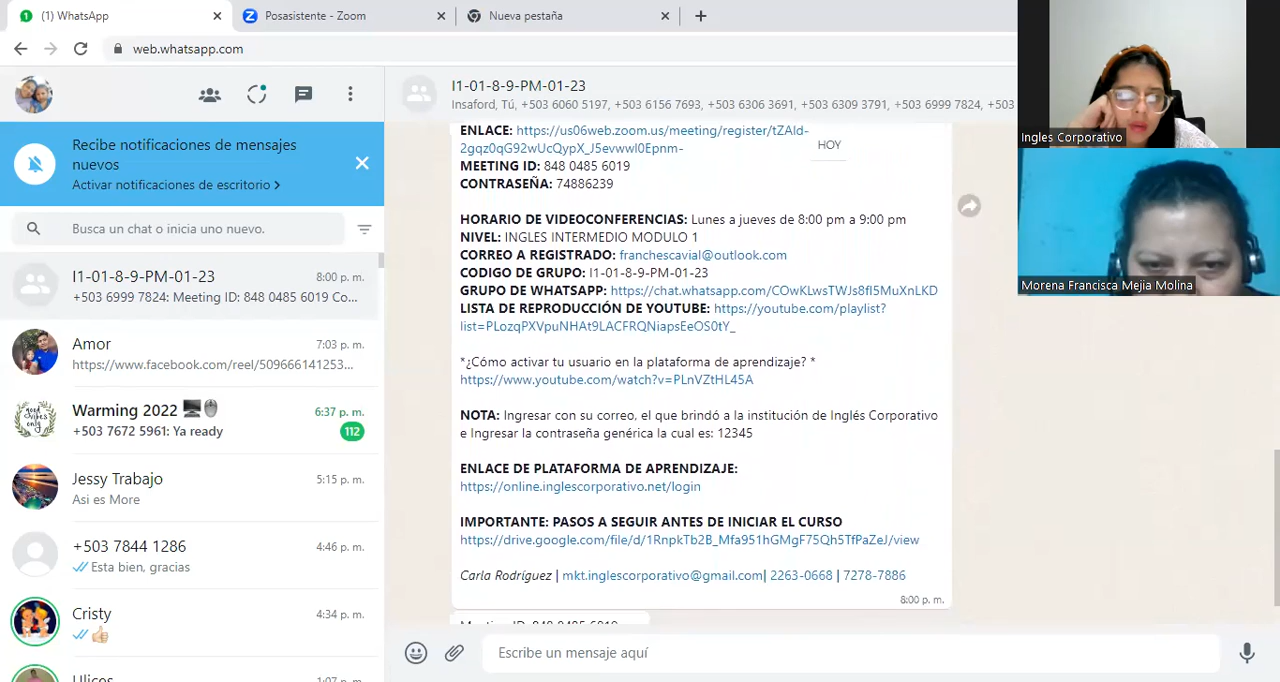 (1) WhatsApp
Posasistente - Zoom
Nueva pestaña
web.whatsapp.com
Recibe notificaciones de mensajes
nuevos
Activar notificaciones de escritorio >
Busca un chat o inicia uno nuevo.
I1-01-8-9-PM-01-23 8:00 p. m.
+503 6999 7824: Meeting ID: 848 0485 6019 Co...
Amor 7:03 p. m.
https://www.facebook.com/reel/509666141253...
Warming 2022 6:37 p. m.
+503 7672 5961: Ya ready 112
Jessy Trabajo 5:15 p. m.
Asi es More
+503 7844 1286 4:46 p. m.
Esta bien, gracias
Cristy 4:34 p. m.
Ulices 1:07 p. m.
good vibes only
I1-01-8-9-PM-01-23
Insaford, Tú, +503 6060 5197, +503 6156 7693, +503 6306 3691, +503 6309 3791, +503 6999 7824, +503
HOY
ENLACE: https://us06web.zoom.us/meeting/register/tZAld-
2gqz0qG92wUcQypX_J5evwwl0Epnm-
MEETING ID: 848 0485 6019
CONTRASEÑA: 74886239
HORARIO DE VIDEOCONFERENCIAS: Lunes a jueves de 8:00 pm a 9:00 pm
NIVEL: INGLES INTERMEDIO MODULO 1
CORREO A REGISTRADO: franchescavial@outlook.com
CODIGO DE GRUPO: I1-01-8-9-PM-01-23
GRUPO DE WHATSAPP: https://chat.whatsapp.com/COwKLwsTWJs8fI5MuXnLKD
LISTA DE REPRODUCCIÓN DE YOUTUBE: https://youtube.com/playlist?
list=PLozqPXVpuNHAt9LACFRQNiapsEeOS0tY_
*¿Cómo activar tu usuario en la plataforma de aprendizaje? *
https://www.youtube.com/watch?v=PLnVZtHL45A
NOTA: Ingresar con su correo, el que brindó a la institución de Inglés Corporativo
e Ingresar la contraseña genérica la cual es: 12345
ENLACE DE PLATAFORMA DE APRENDIZAJE:
https://online.inglescorporativo.net/login
IMPORTANTE: PASOS A SEGUIR ANTES DE INICIAR EL CURSO
https://drive.google.com/file/d/1RnpkTb2B_Mfa951hGMgF75Qh5TfPaZeJ/view
Carla Rodríguez | mkt.inglescorporativo@gmail.com| 2263-0668 | 7278-7886
8:00 p. m.
Meeting ID: 848 0485 6019
Escribe un mensaje aquí
Ingles Corporativo
Morena Francisca Mejia Molina